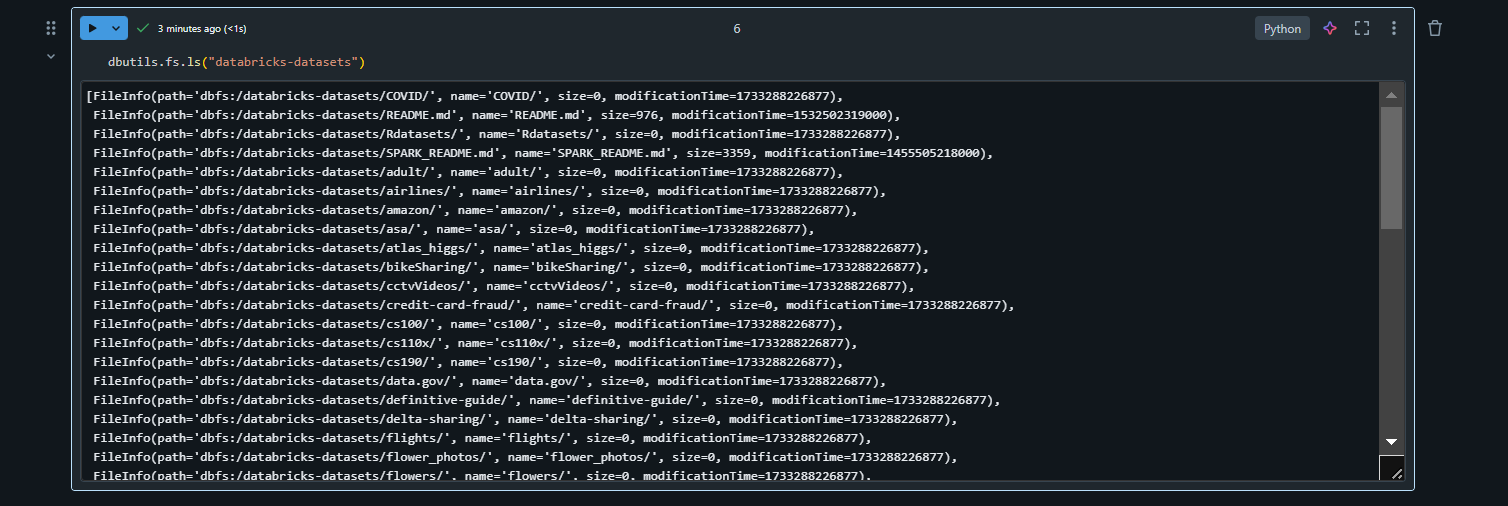 3 minutes ago (<1s)
6
Python
dbutils.fs.ls("databricks-datasets")
[FileInfo(path='dbfs:/databricks-datasets/COVID/', name='COVID/', size=0, modificationTime=1733288226877),
FileInfo(path='dbfs:/databricks-datasets/README.md', name='README.md', size=976, modificationTime=1532502319000),
FileInfo(path='dbfs:/databricks-datasets/Rdatasets/', name='Rdatasets/', size=0, modificationTime=1733288226877),
FileInfo(path='dbfs:/databricks-datasets/SPARK_README.md', name='SPARK_README.md', size=3359, modificationTime=1455505218000),
FileInfo(path='dbfs:/databricks-datasets/adult/', name='adult/', size=0, modificationTime=1733288226877),
FileInfo(path='dbfs:/databricks-datasets/airlines/', name='airlines/', size=0, modificationTime=1733288226877),
FileInfo(path='dbfs:/databricks-datasets/amazon/', name='amazon/', size=0, modificationTime=1733288226877),
FileInfo(path='dbfs:/databricks-datasets/asa/', name='asa/', size=0, modificationTime=1733288226877),
FileInfo(path='dbfs:/databricks-datasets/atlas_higgs/', name='atlas_higgs/', size=0, modificationTime=1733288226877),
FileInfo(path='dbfs:/databricks-datasets/bikeSharing/', name='bikeSharing/', size=0, modificationTime=1733288226877),
FileInfo(path='dbfs:/databricks-datasets/cctvVideos/', name='cctvVideos/', size=0, modificationTime=1733288226877),
FileInfo(path='dbfs:/databricks-datasets/credit-card-fraud/', name='credit-card-fraud/', size=0, modificationTime=1733288226877),
FileInfo(path='dbfs:/databricks-datasets/cs100/', name='cs100/', size=0, modificationTime=1733288226877),
FileInfo(path='dbfs:/databricks-datasets/cs110x/', name='cs110x/', size=0, modificationTime=1733288226877),
FileInfo(path='dbfs:/databricks-datasets/cs190/', name='cs190/', size=0, modificationTime=1733288226877),
FileInfo(path='dbfs:/databricks-datasets/data.gov/', name='data.gov/', size=0, modificationTime=1733288226877),
FileInfo(path='dbfs:/databricks-datasets/definitive-guide/', name='definitive-guide/', size=0, modificationTime=1733288226877),
FileInfo(path='dbfs:/databricks-datasets/delta-sharing/', name='delta-sharing/', size=0, modificationTime=1733288226877),
FileInfo(path='dbfs:/databricks-datasets/flights/', name='flights/', size=0, modificationTime=1733288226877),
FileInfo(path='dbfs:/databricks-datasets/flower_photos/', name='flower_photos/', size=0, modificationTime=1733288226877),
FileInfo(path='dbfs:/databricks-datasets/flowers/', name='flowers/', size=0, modificationTime=1733288226877),